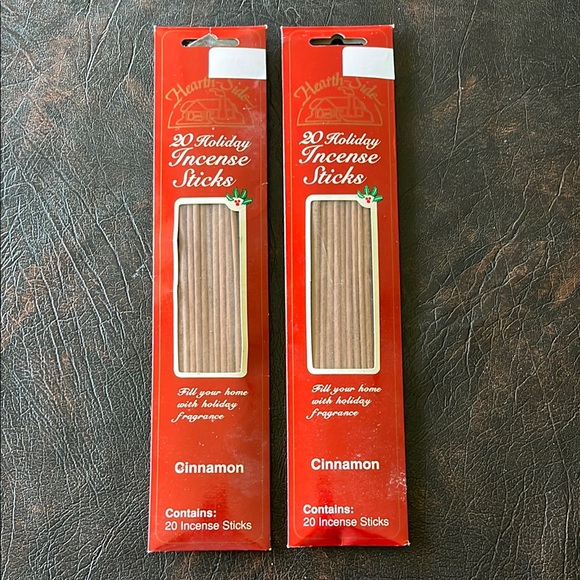 Hearth Side
20 Holiday
Incense
Sticks
Fill your home
with holiday
fragrance
Cinnamon
Contains:
20 Incense Sticks
Hearth Side
20 Holiday
Incense
Sticks
Fill your home
with holiday
fragrance
Cinnamon
Contains:
20 Incense Sticks